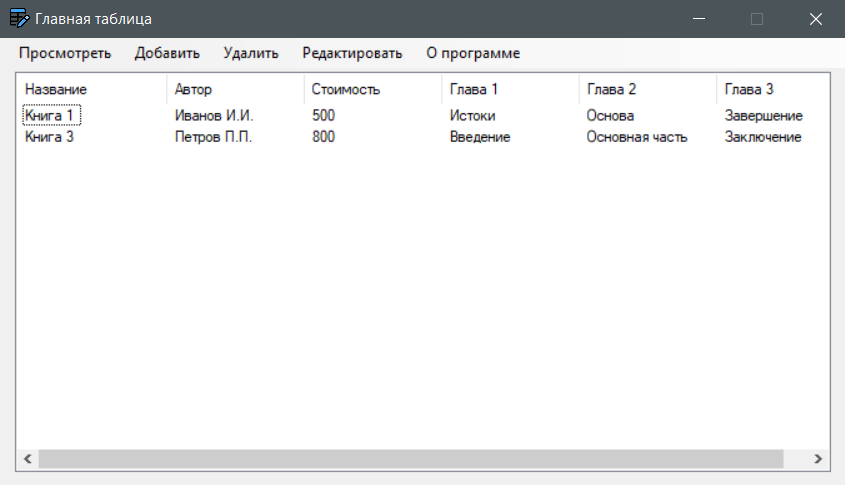 Главная таблица
Просмотреть Добавить Удалить Редактировать О программе
Название Автор Стоимость Глава 1 Глава 2 Глава 3
Книга 1 Иванов И.И. 500 Истоки Основа Завершение
Книга 3 Петров П.П. 800 Введение Основная часть Заключение